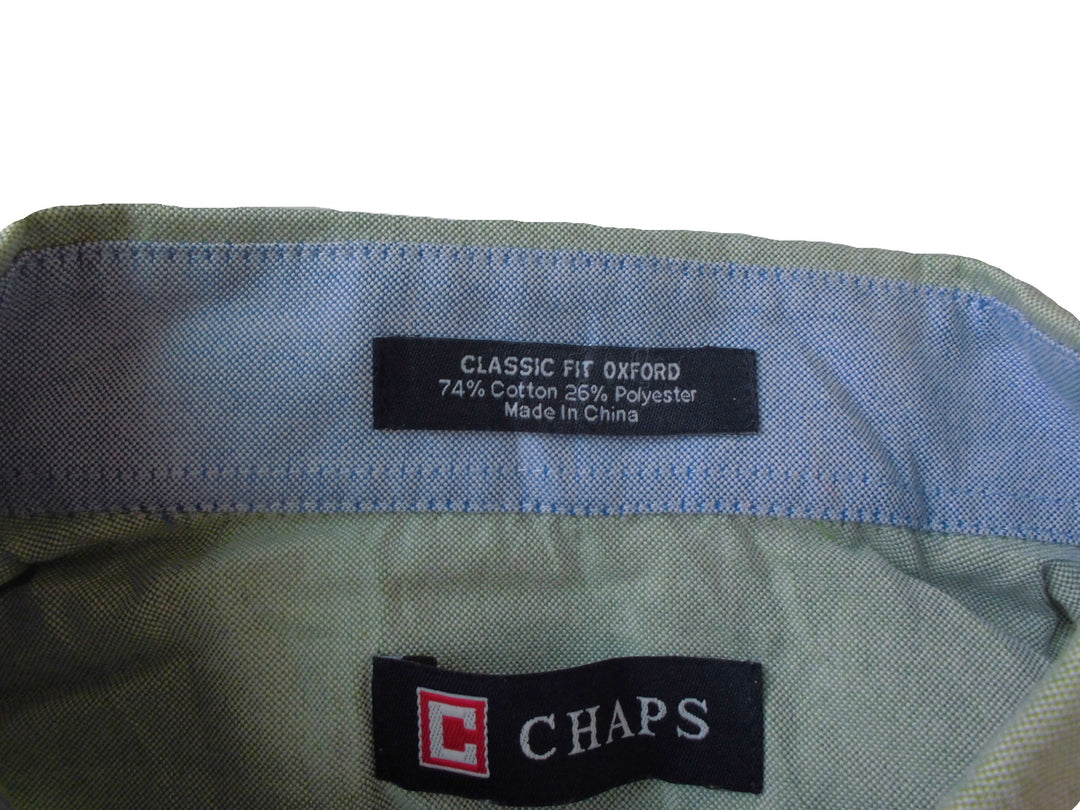 CLASSIC FIT OXFORD
74% Cotton 26% Polyester
Made In China
C CHAPS